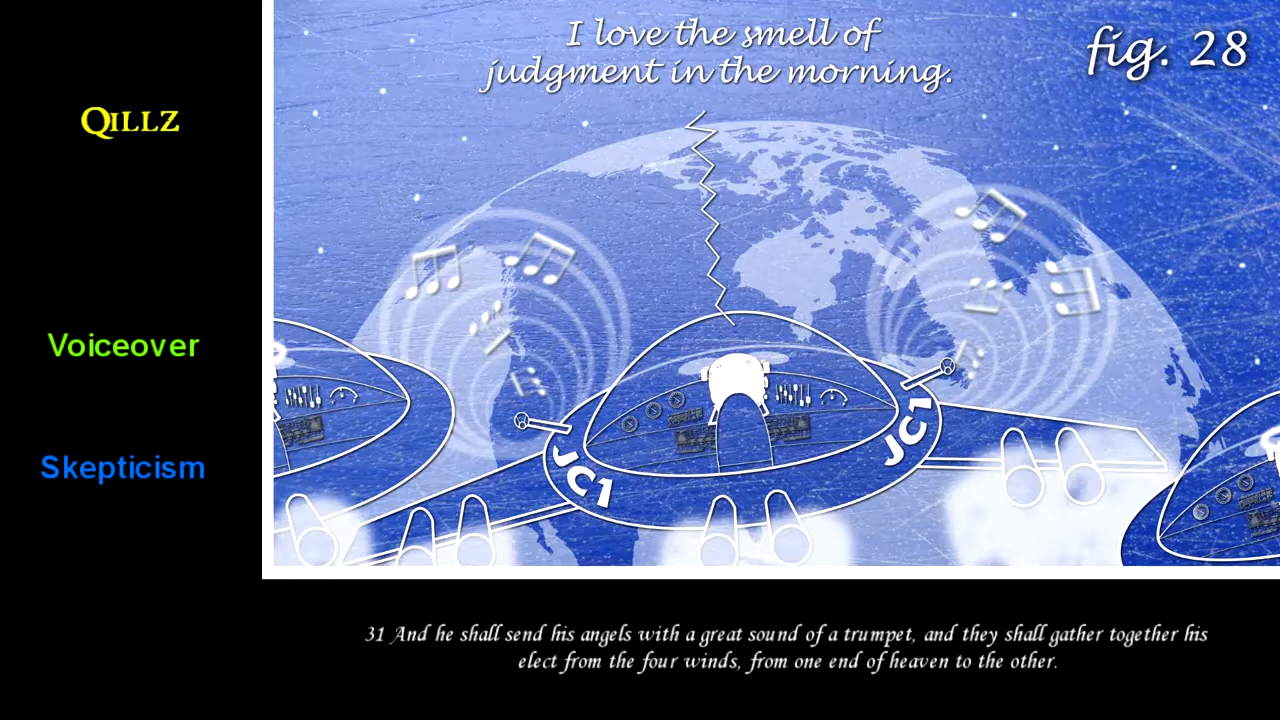 I love the smell of
judgment in the morning.
fig. 28
QILLZ
Voiceover
Skepticism
JC1
JC1
31 And he shall send his angels with a great sound of a trumpet, and they shall gather together his
elect from the four winds, from one end of heaven to the other.